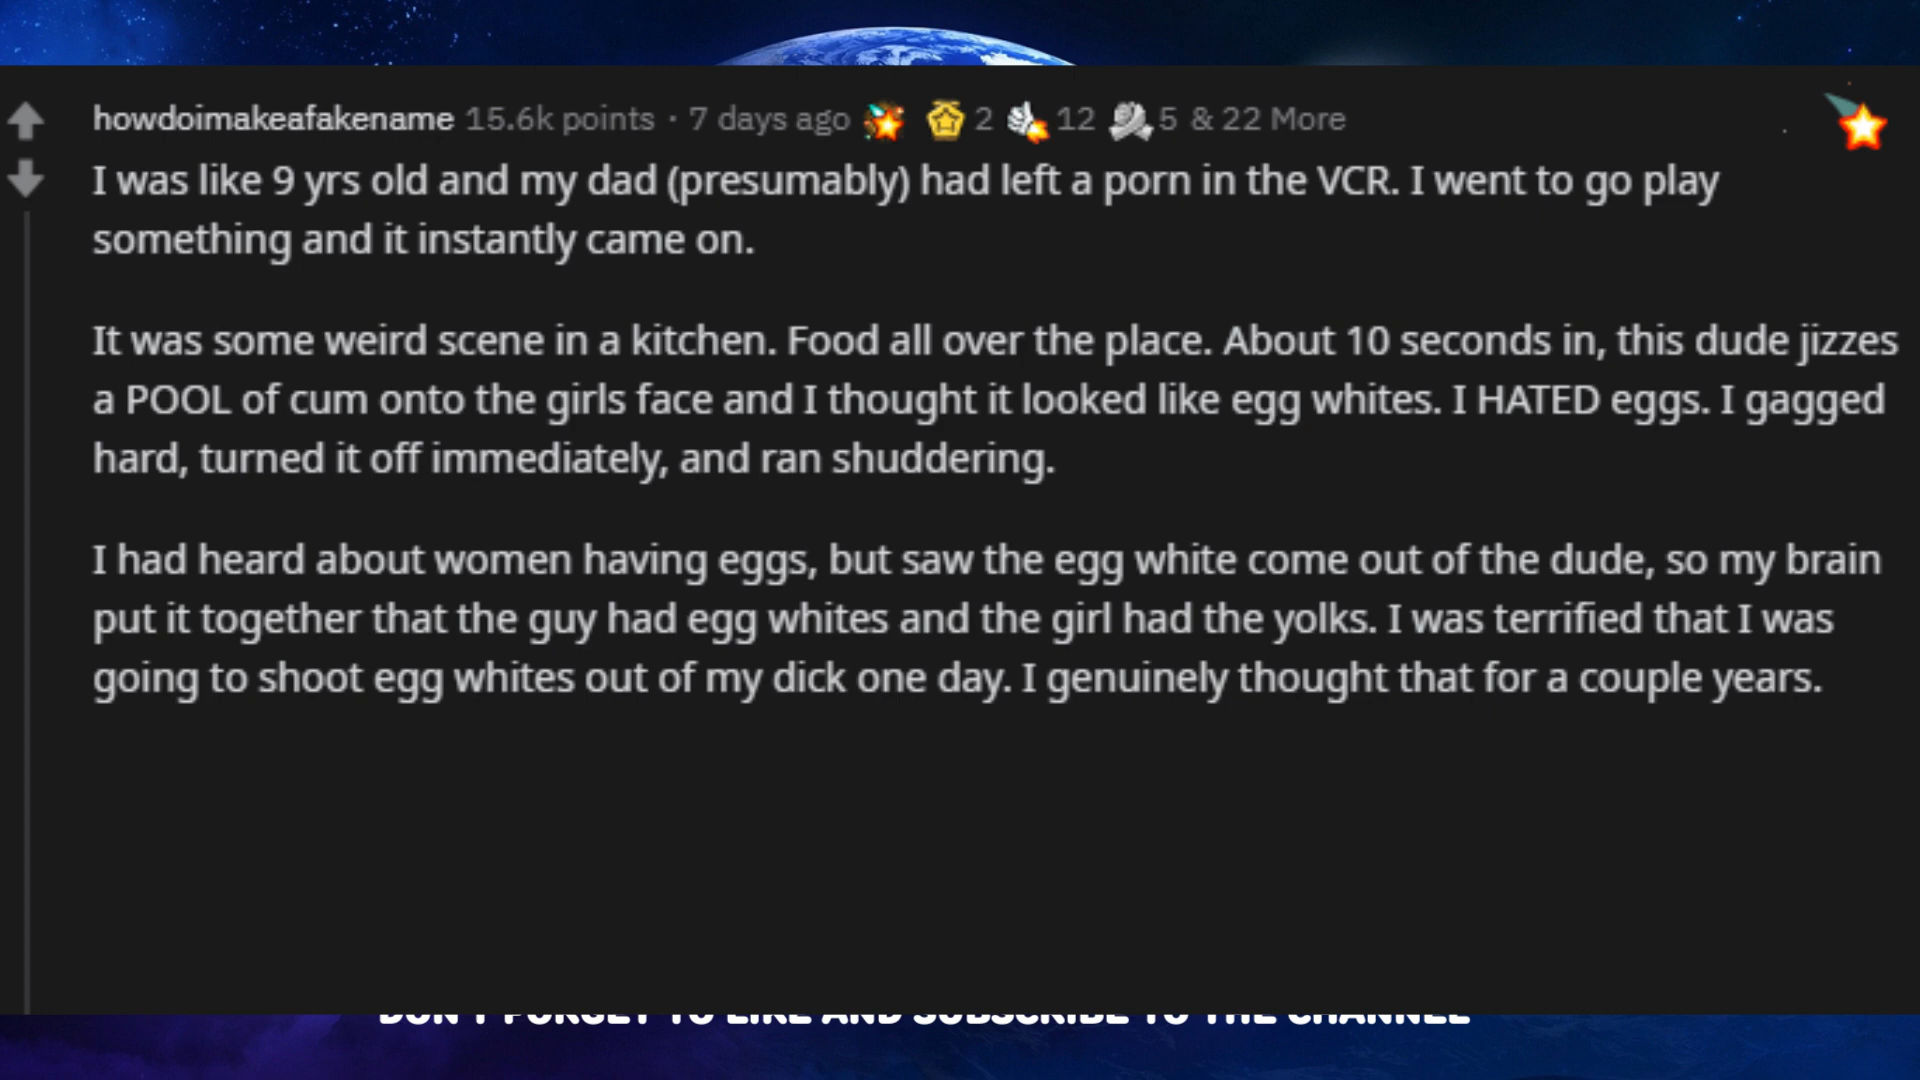 howdoimakeafakename 15.6k points · 7 days ago 2 12 5 & 22 More
I was like 9 yrs old and my dad (presumably) had left a porn in the VCR. I went to go play
something and it instantly came on.
It was some weird scene in a kitchen. Food all over the place. About 10 seconds in, this dude jizzes
a POOL of cum onto the girls face and I thought it looked like egg whites. I HATED eggs. I gagged
hard, turned it off immediately, and ran shuddering.
I had heard about women having eggs, but saw the egg white come out of the dude, so my brain
put it together that the guy had egg whites and the girl had the yolks. I was terrified that I was
going to shoot egg whites out of my dick one day. I genuinely thought that for a couple years.
DON'T FORGET TO LIKE AND SUBSCRIBE TO THE CHANNEL